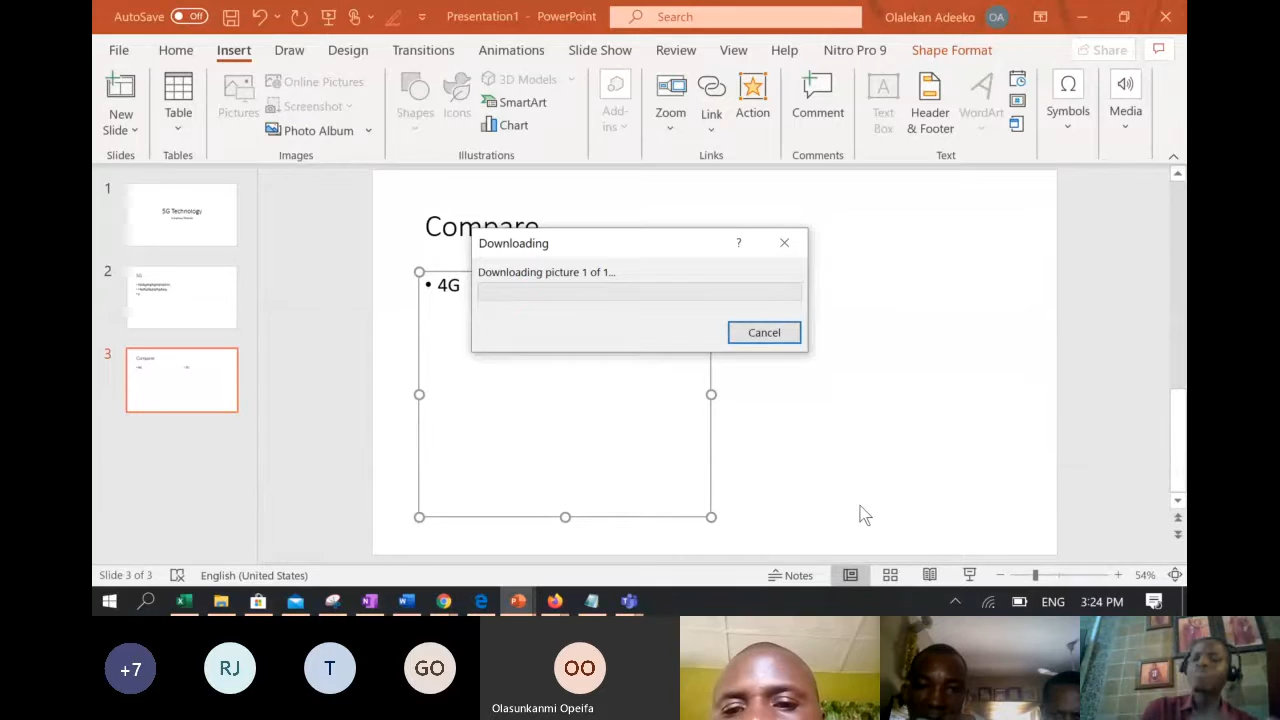 AutoSave Off
Presentation1 - PowerPoint
Search
Olalekan Adeeko OA
File Home Insert Draw Design Transitions Animations Slide Show Review View Help Nitro Pro 9 Shape Format Share
New Slide
Table
Pictures
Online Pictures
Screenshot
Photo Album
Shapes
Icons
3D Models
SmartArt
Chart
Add-ins
Zoom
Link
Action
Comment
Text Box
Header & Footer
WordArt
Symbols
Media
Slides Tables Images Illustrations Links Comments Text
1
5G Technology
2
5G
3
Compare
Compare
• 4G
Downloading ?
Downloading picture 1 of 1...
Cancel
Slide 3 of 3 English (United States) Notes 54%
ENG 3:24 PM
+7 RJ T GO OO
Olasunkanmi Opeifa